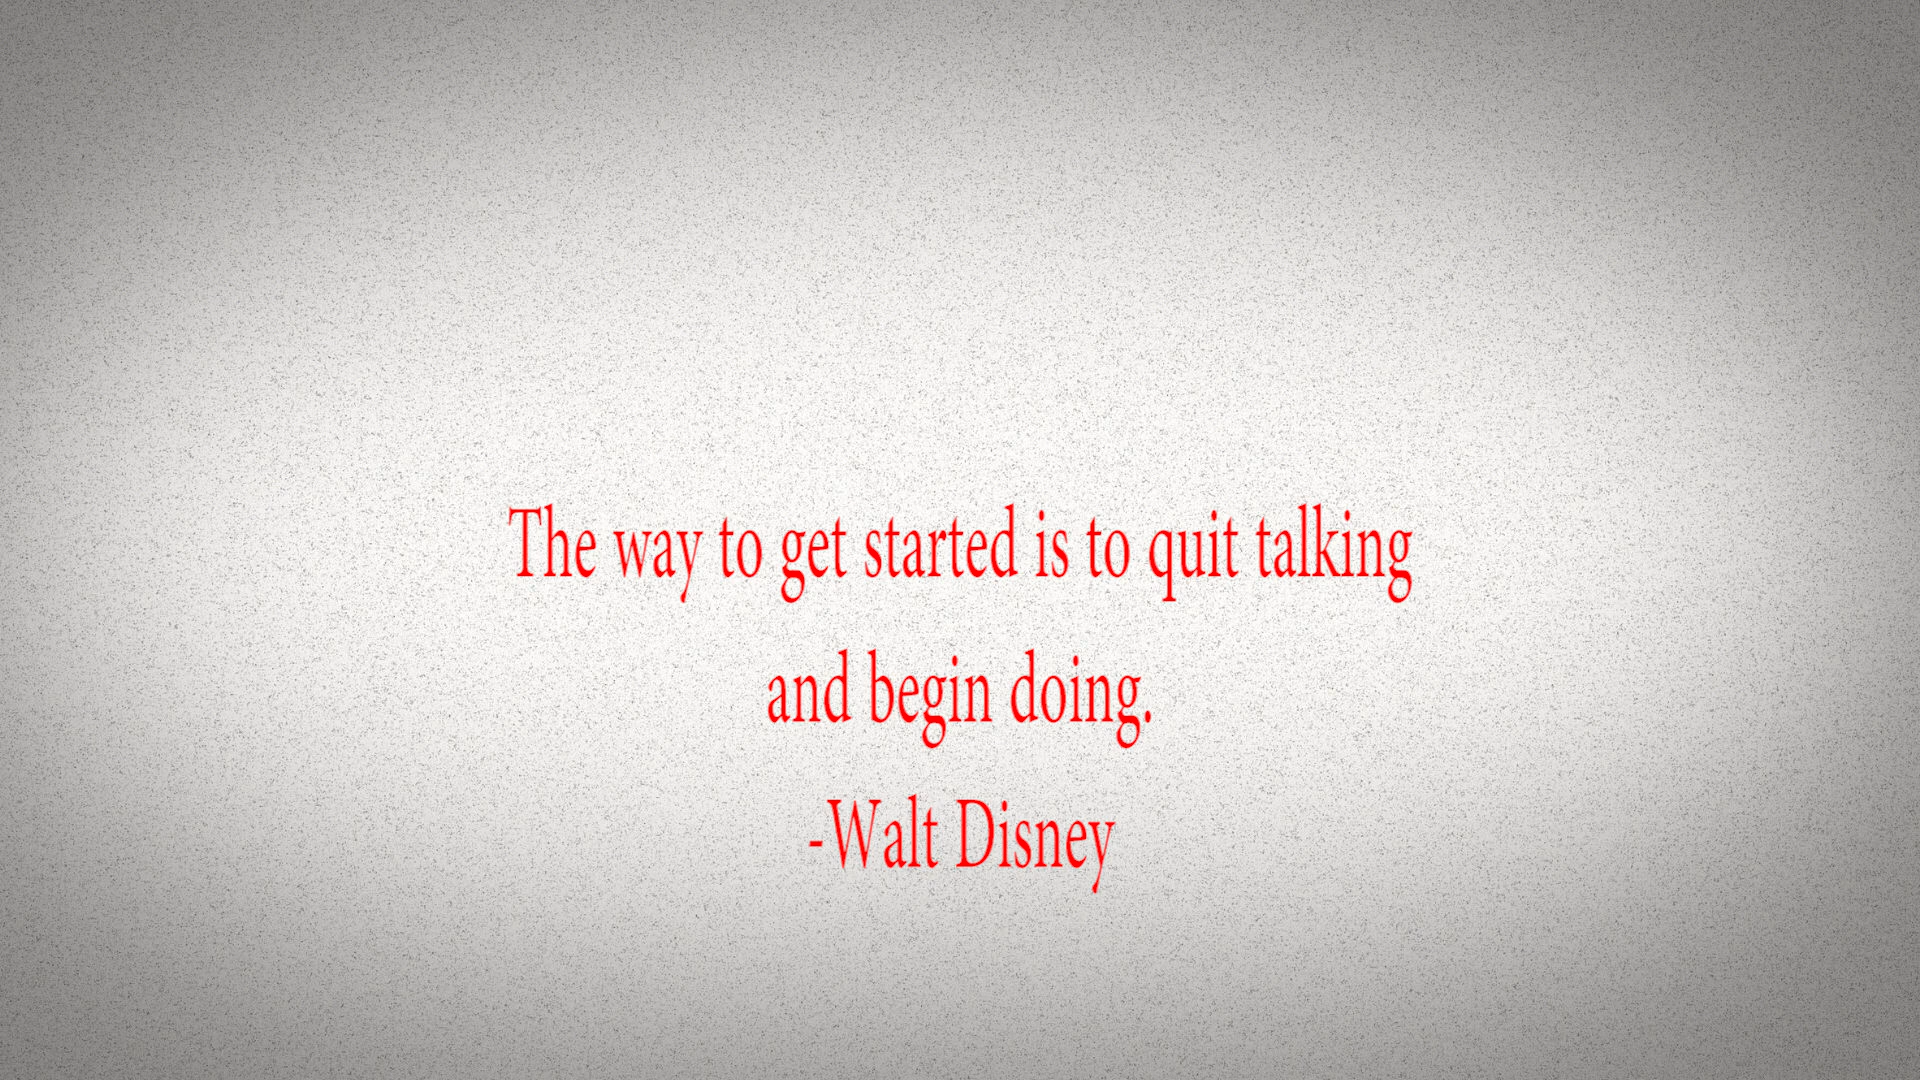 The way to get started is to quit talking
and begin doing.
-Walt Disney